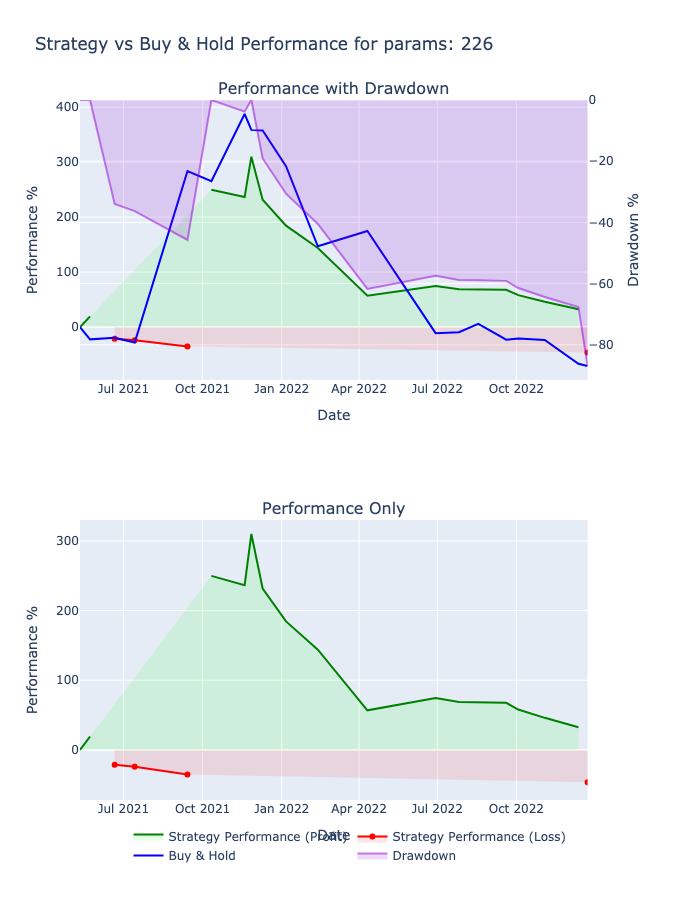 Strategy vs Buy & Hold Performance for params: 226
Performance with Drawdown
400
300
200
100
0
Performance %
0
−20
−40
−60
−80
Drawdown %
Jul 2021
Oct 2021
Jan 2022
Apr 2022
Jul 2022
Oct 2022
Date
Performance Only
300
200
100
0
Performance %
Jul 2021
Oct 2021
Jan 2022
Apr 2022
Jul 2022
Oct 2022
Date
Strategy Performance (Profit)
Strategy Performance (Loss)
Buy & Hold
Drawdown